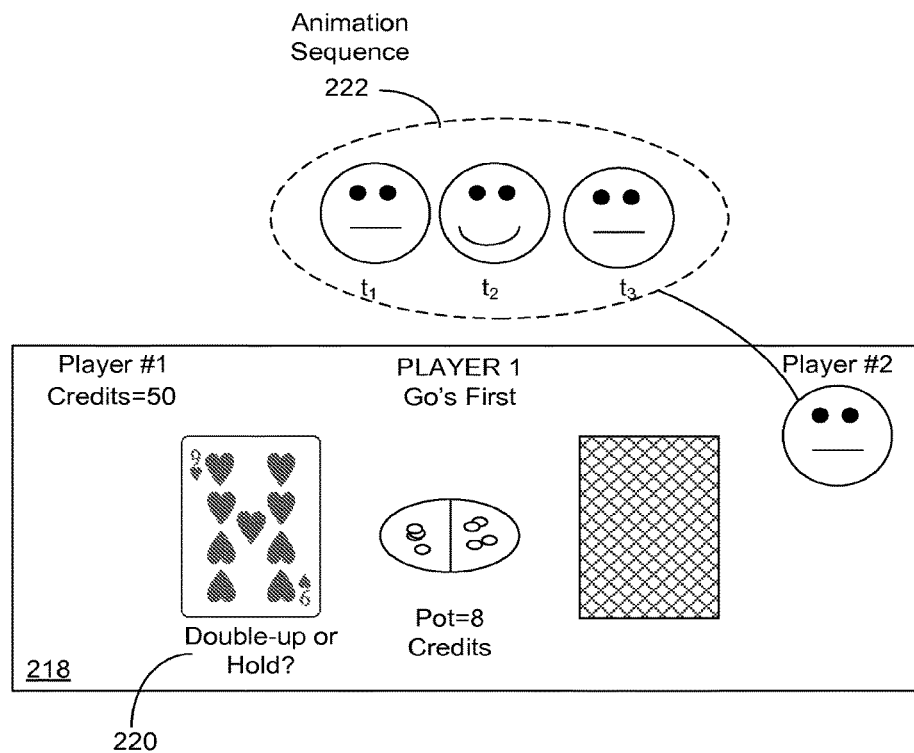 Animation
Sequence
222
t1 t2 t3
Player #1 PLAYER 1 Player #2
Credits=50 Go's First
9
9
Pot=8
Double-up or Credits
Hold?
218
220